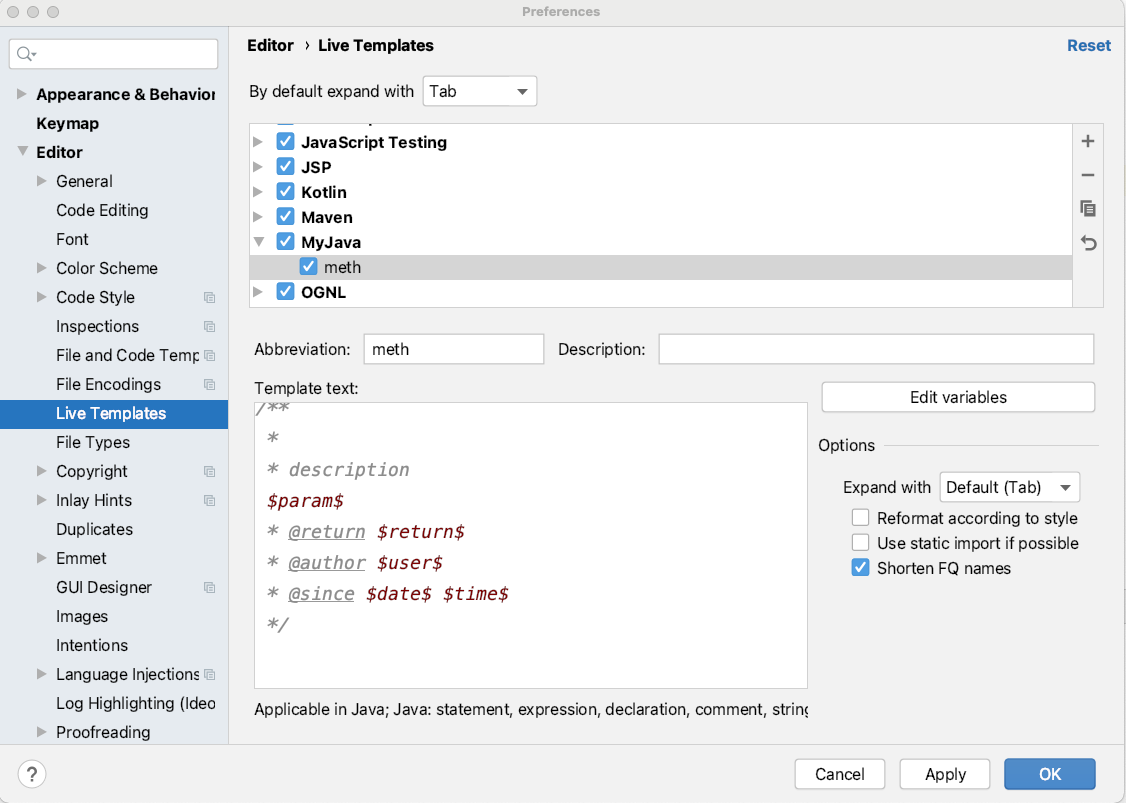 Preferences
Editor › Live Templates
Reset
By default expand with Tab
Appearance & Behavior
Keymap
Editor
General
Code Editing
Font
Color Scheme
Code Style
Inspections
File and Code Temp
File Encodings
Live Templates
File Types
Copyright
Inlay Hints
Duplicates
Emmet
GUI Designer
Images
Intentions
Language Injections
Log Highlighting (Ideo
Proofreading
JavaScript Testing
JSP
Kotlin
Maven
MyJava
meth
OGNL
Abbreviation: meth Description:
Template text:
/**
*
* description
$param$
* @return $return$
* @author $user$
* @since $date$ $time$
*/
Edit variables
Options
Expand with Default (Tab)
Reformat according to style
Use static import if possible
Shorten FQ names
Applicable in Java; Java: statement, expression, declaration, comment, string
?
Cancel Apply OK